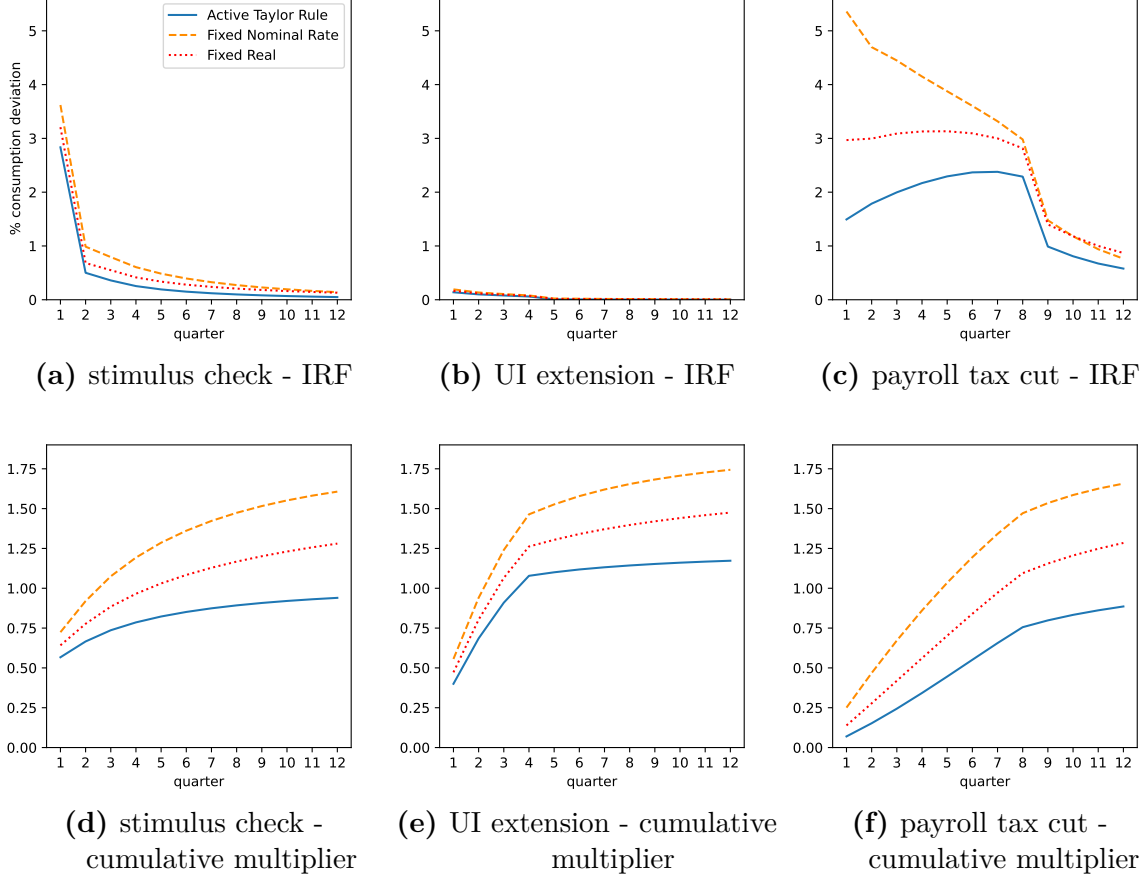 % consumption deviation
5
4
3
2
1
0
Active Taylor Rule
Fixed Nominal Rate
Fixed Real
1 2 3 4 5 6 7 8 9 10 11 12
quarter
(a) stimulus check - IRF
5
4
3
2
1
0
1 2 3 4 5 6 7 8 9 10 11 12
quarter
(b) UI extension - IRF
5
4
3
2
1
0
1 2 3 4 5 6 7 8 9 10 11 12
quarter
(c) payroll tax cut - IRF
1.75
1.50
1.25
1.00
0.75
0.50
0.25
0.00
1 2 3 4 5 6 7 8 9 10 11 12
quarter
(d) stimulus check -
cumulative multiplier
1.75
1.50
1.25
1.00
0.75
0.50
0.25
0.00
1 2 3 4 5 6 7 8 9 10 11 12
quarter
(e) UI extension - cumulative
multiplier
1.75
1.50
1.25
1.00
0.75
0.50
0.25
0.00
1 2 3 4 5 6 7 8 9 10 11 12
quarter
(f) payroll tax cut -
cumulative multiplier